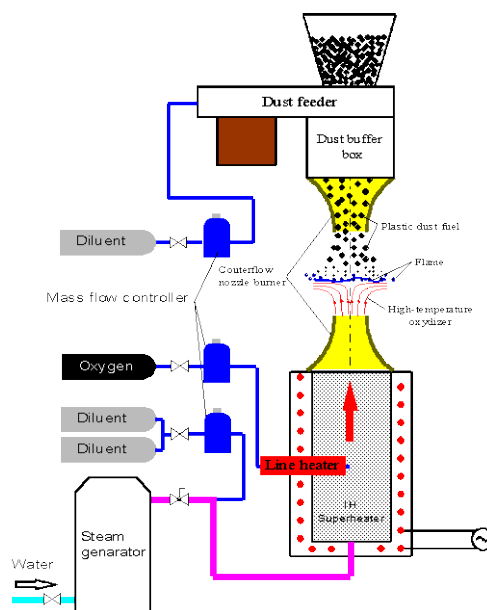 Dust feeder
Dust buffer
box
Plastic dust fuel
Diluent
Couterflow
nozzle burner
Flame
Mass flow controller
High-temperature
oxydizer
Oxygen
Diluent
Diluent
Line heater
IH
Superheater
Steam
genarator
Water